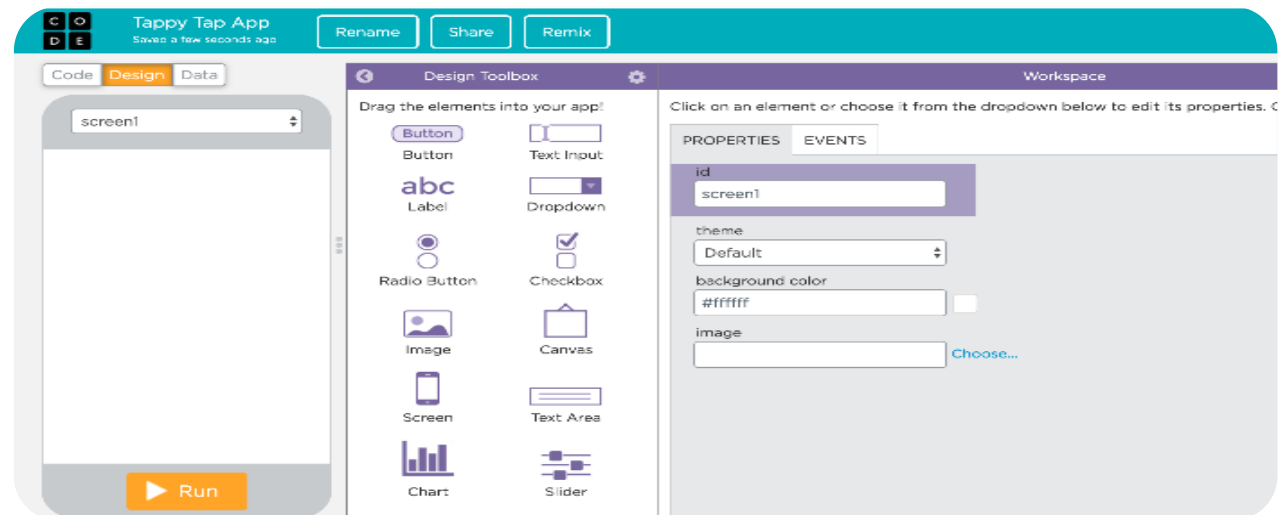 C O
D E
Tappy Tap App
Saved a few seconds ago
Rename
Share
Remix
Code
Design
Data
screen1
Run
Design Toolbox
Drag the elements into your app!
Button
Button
Text Input
abc
Label
Dropdown
Radio Button
Checkbox
Image
Canvas
Screen
Text Area
Chart
Slider
Workspace
Click on an element or choose it from the dropdown below to edit its properties.
PROPERTIES
EVENTS
id
screen1
theme
Default
background color
#ffffff
image
Choose...